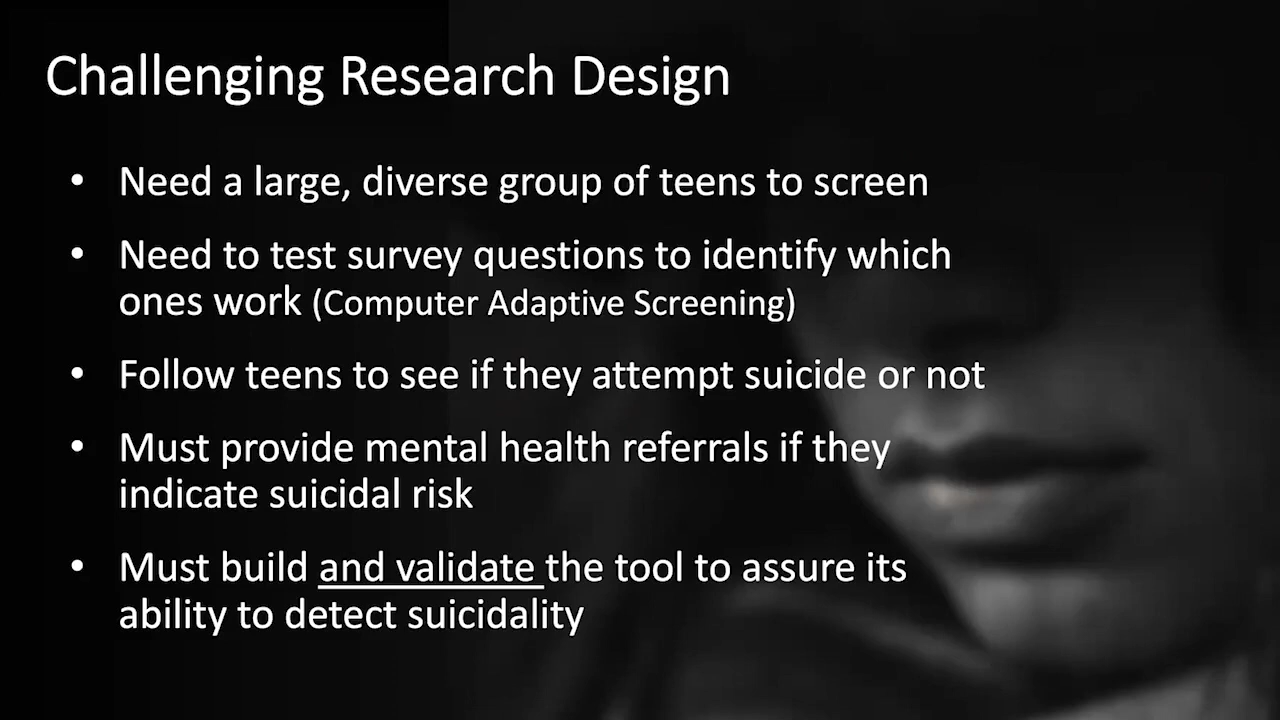 Challenging Research Design
• Need a large, diverse group of teens to screen
• Need to test survey questions to identify which
ones work (Computer Adaptive Screening)
• Follow teens to see if they attempt suicide or not
• Must provide mental health referrals if they
indicate suicidal risk
• Must build and validate the tool to assure its
ability to detect suicidality